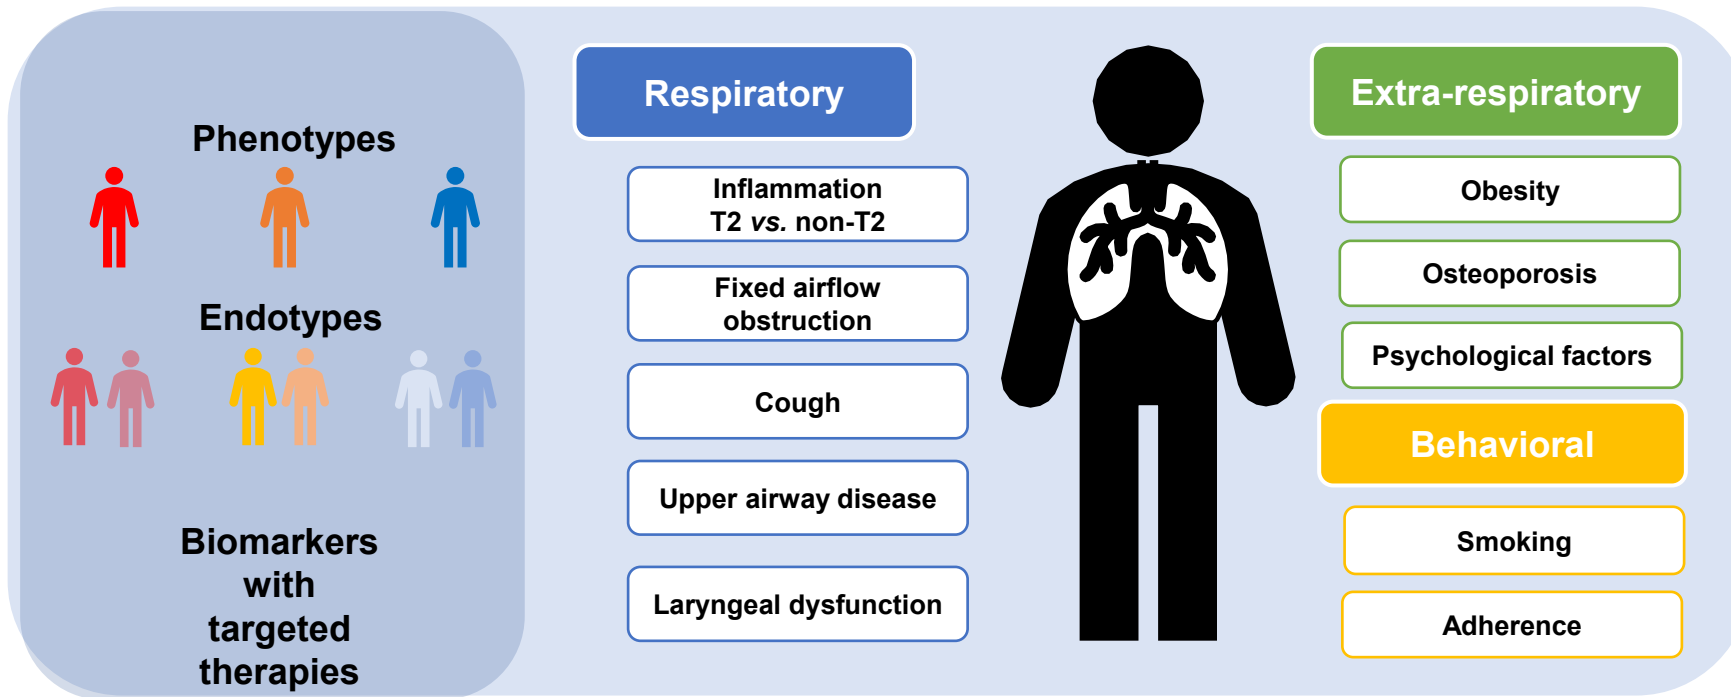 Phenotypes
Endotypes
Biomarkers
with
targeted
therapies
Respiratory
Inflammation
T2 vs. non-T2
Fixed airflow
obstruction
Cough
Upper airway disease
Laryngeal dysfunction
Extra-respiratory
Obesity
Osteoporosis
Psychological factors
Behavioral
Smoking
Adherence